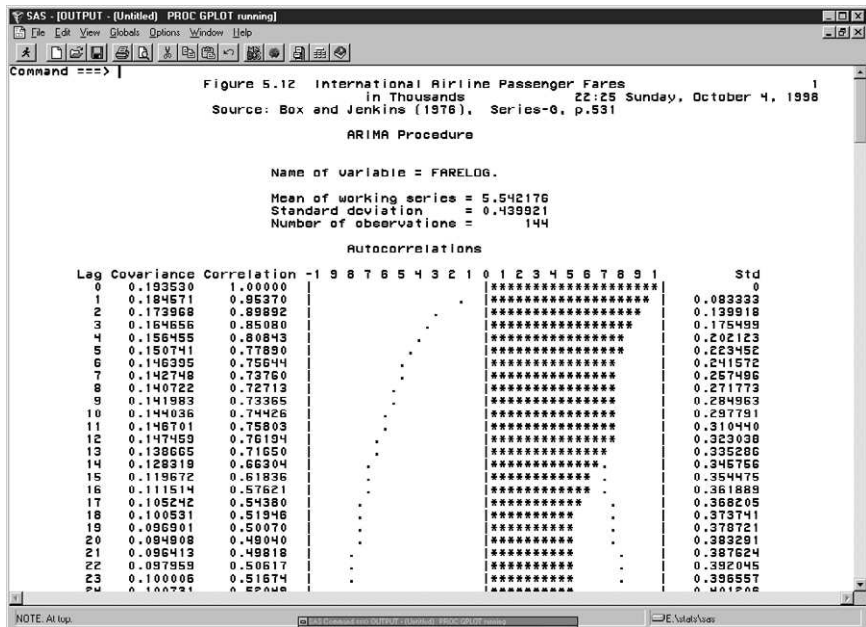 SAS - [OUTPUT - (Untitled) PROC GPLOT running]
File Edit View Globals Options Window Help
Command ===>
Figure 5.12 International Airline Passenger Fares 1
in Thousands 22:25 Sunday, October 4, 1998
Source: Box and Jenkins (1976), Series-G, p.531
ARIMA Procedure
Name of variable = FARELOG.
Mean of working series = 5.542176
Standard deviation = 0.439921
Number of observations = 144
Autocorrelations
Lag Covariance Correlation -1 9 8 7 6 5 4 3 2 1 0 1 2 3 4 5 6 7 8 9 1 Std
0 0.193530 1.00000 | |********************| 0
1 0.184571 0.95370 | . |******************* | 0.083333
2 0.173968 0.89892 | . |****************** | 0.139918
3 0.164656 0.85080 | . |***************** | 0.175499
4 0.156455 0.80843 | . |**************** | 0.202123
5 0.150741 0.77890 | . |**************** | 0.223452
6 0.146395 0.75644 | . |*************** | 0.241572
7 0.142748 0.73760 | . |*************** | 0.257496
8 0.140722 0.72713 | . |*************** | 0.271773
9 0.141983 0.73365 | . |*************** | 0.284963
10 0.144036 0.74426 | . |*************** | 0.297791
11 0.146701 0.75803 | . |*************** | 0.310440
12 0.147459 0.76194 | . |*************** | 0.323038
13 0.138665 0.71650 | . |************** | 0.335286
14 0.128319 0.66304 | . |*************. | 0.345756
15 0.119672 0.61836 | . |************ . | 0.354475
16 0.111514 0.57621 | . |************ . | 0.361889
17 0.105242 0.54380 | . |*********** . | 0.368205
18 0.100531 0.51946 | . |********** . | 0.373741
19 0.096901 0.50070 | . |********** . | 0.378721
20 0.094908 0.49040 | . |********** . | 0.383291
21 0.096413 0.49818 | . |********** . | 0.387624
22 0.097959 0.50617 | . |********** . | 0.392045
23 0.100006 0.51674 | . |********** . | 0.396557
NOTE: At top.
E:\stats\sas